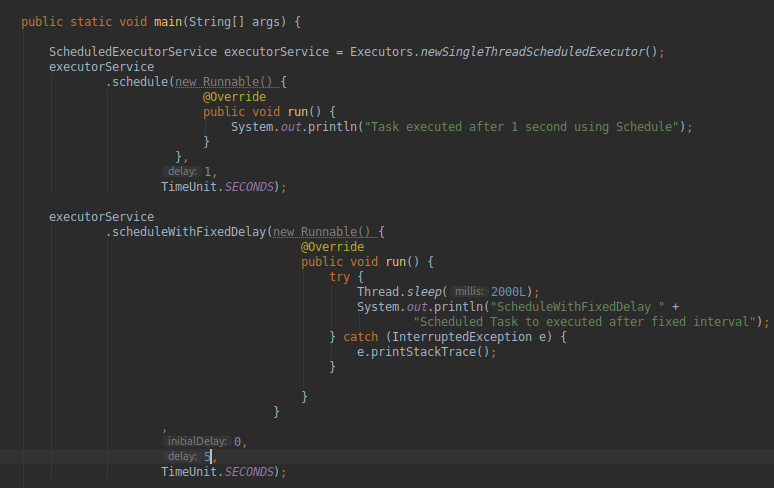 public static void main(String[] args) {
ScheduledExecutorService executorService = Executors.newSingleThreadScheduledExecutor();
executorService
.schedule(new Runnable() {
@Override
public void run() {
System.out.println("Task executed after 1 second using Schedule");
}
},
delay: 1,
TimeUnit.SECONDS);
executorService
.scheduleWithFixedDelay(new Runnable() {
@Override
public void run() {
try {
Thread.sleep( millis: 2000L);
System.out.println("ScheduleWithFixedDelay " +
"Scheduled Task to executed after fixed interval");
} catch (InterruptedException e) {
e.printStackTrace();
}
}
}
,
initialDelay: 0,
delay: 5,
TimeUnit.SECONDS);